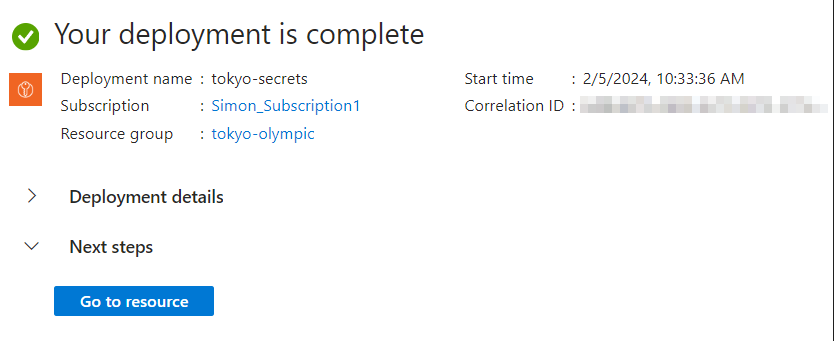 Your deployment is complete
Deployment name : tokyo-secrets
Subscription : Simon_Subscription1
Resource group : tokyo-olympic
Start time : 2/5/2024, 10:33:36 AM
Correlation ID :
Deployment details
Next steps
Go to resource